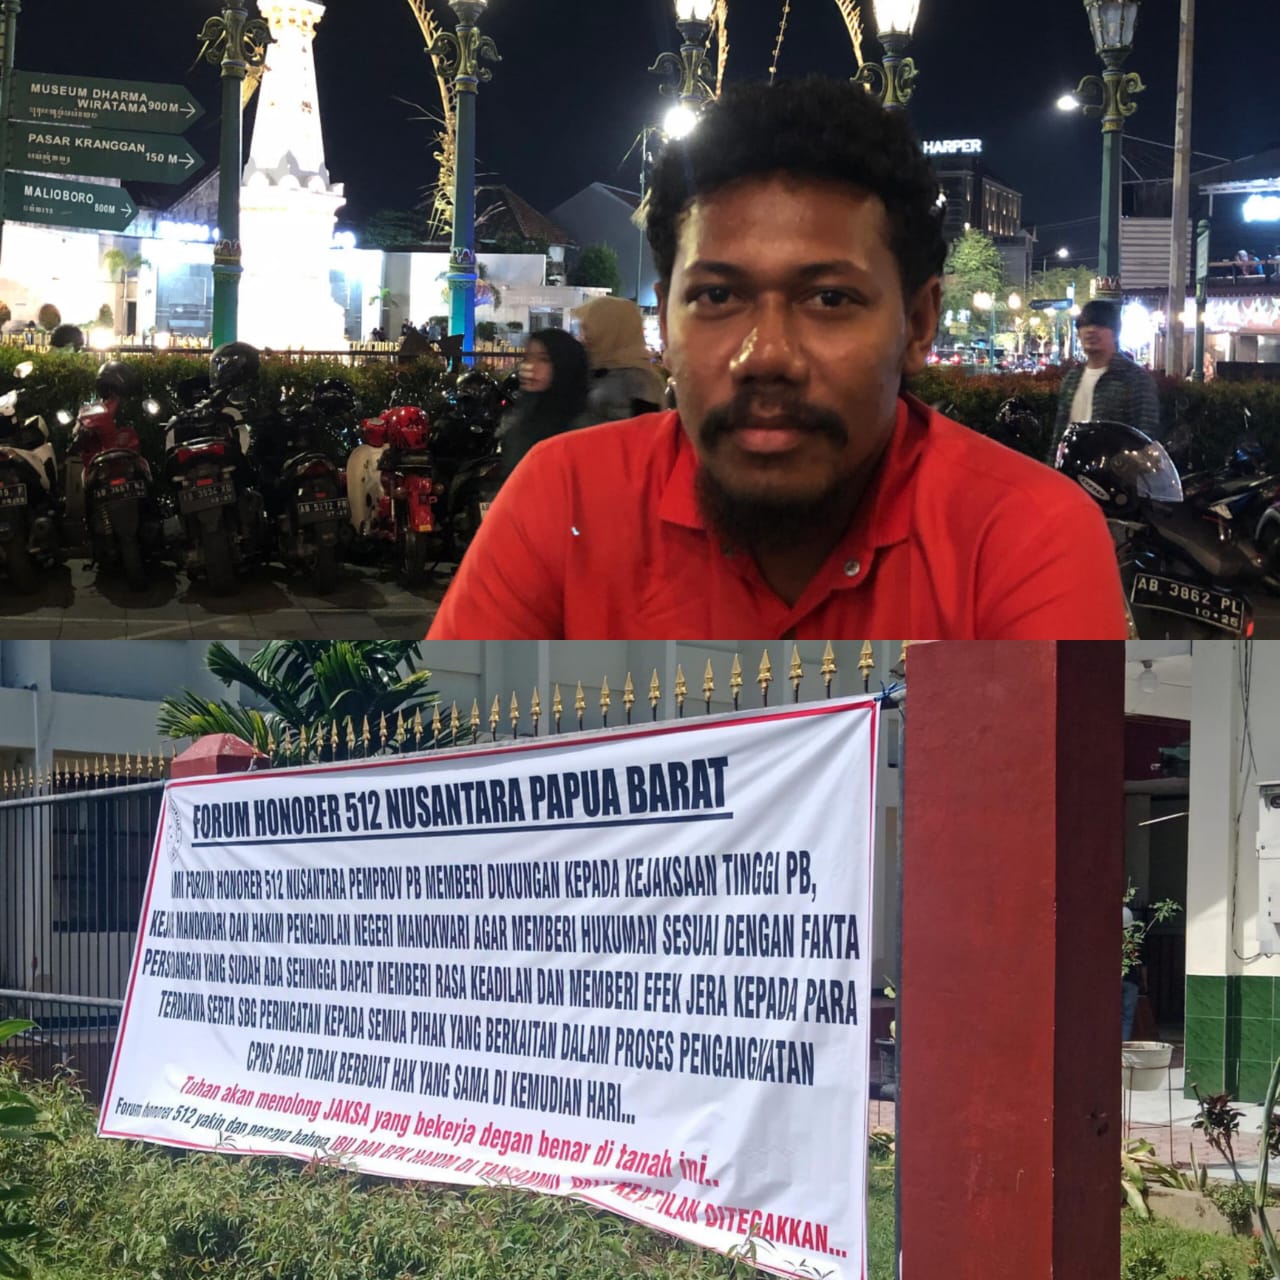 MUSEUM DHARMA
WIRATAMA 900 M
PASAR KRANGGAN
150 M
MALIOBORO
800M
HARPER
AB 5272
AB 3862 PL
10·25
FORUM HONORER 512 NUSANTARA PAPUA BARAT
FORUM HONORER 512 NUSANTARA PEMPROV PB MEMBERI DUKUNGAN KEPADA KEJAKSAAN TINGGI PB,
MANOKWARI DAN HAKIM PENGADILAN NEGERI MANOKWARI AGAR MEMBERI HUKUMAN SESUAI DENGAN FAKTA
YANG SUDAH ADA SEHINGGA DAPAT MEMBERI RASA KEADILAN DAN MEMBERI EFEK JERA KEPADA PARA
TERDAKWA SERTA SBG PERINGATAN KEPADA SEMUA PIHAK YANG BERKAITAN DALAM PROSES PENGANGKATAN
CPNS AGAR TIDAK BERBUAT HAK YANG SAMA DI KEMUDIAN HARI...
Tuhan akan menolong JAKSA yang bekerja degan benar di tanah ini..
Forum honorer 512 yakin dan percaya bahwa IBU DAN BPK HAKIM DI DITEGAKKAN...